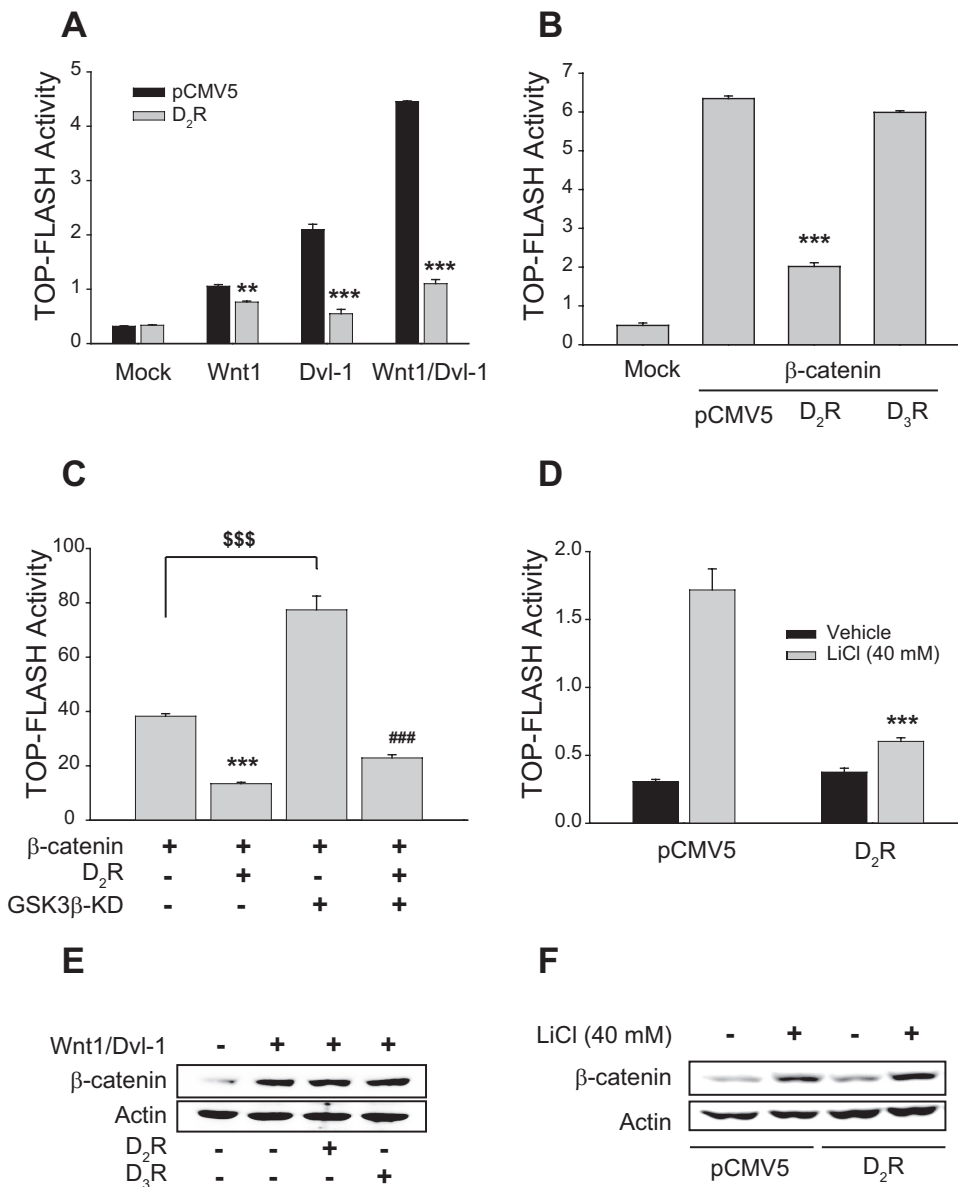 A
TOP-FLASH Activity
5
4
3
2
1
0
pCMV5
D₂R
**
***
***
Mock Wnt1 Dvl-1 Wnt1/Dvl-1
B
TOP-FLASH Activity
7
6
5
4
3
2
1
0
***
Mock β-catenin
pCMV5 D₂R D₃R
C
TOP-FLASH Activity
100
80
60
40
20
0
$$$
***
###
β-catenin + + + +
D₂R - + - +
GSK3β-KD - - + +
D
TOP-FLASH Activity
2.0
1.5
1.0
0.5
0.0
Vehicle
LiCl (40 mM)
***
pCMV5 D₂R
E
Wnt1/Dvl-1 - + + +
β-catenin
Actin
D₂R - - + -
D₃R - - - +
F
LiCl (40 mM) - + - +
β-catenin
Actin
pCMV5 D₂R